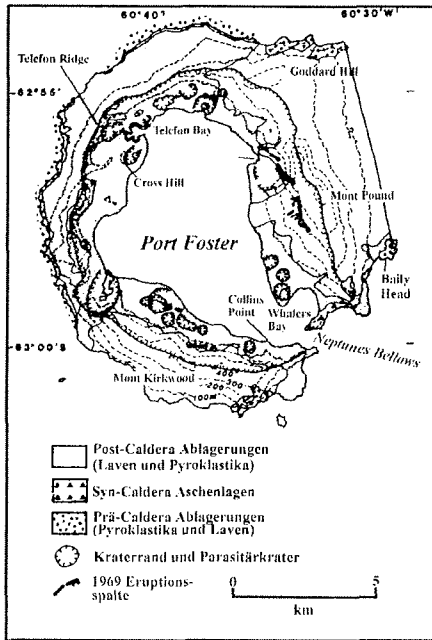 60°40' 60°30'W
Goddard Hill
Telefon Ridge
62°55'
Telefon Bay
Cross Hill
Mont Pound
Port Foster
Baily
Head
Collins
Point
Whalers
Bay
63°00'S
Neptunes Bellows
Mont Kirkwood
400
300
200
100m
Post-Caldera Ablagerungen
(Laven und Pyroklastika)
Syn-Caldera Aschenlagen
Prä-Caldera Ablagerungen
(Pyroklastika und Laven)
Kraterrand und Parasitärkrater
1969 Eruptions-
spalte
0 5
km